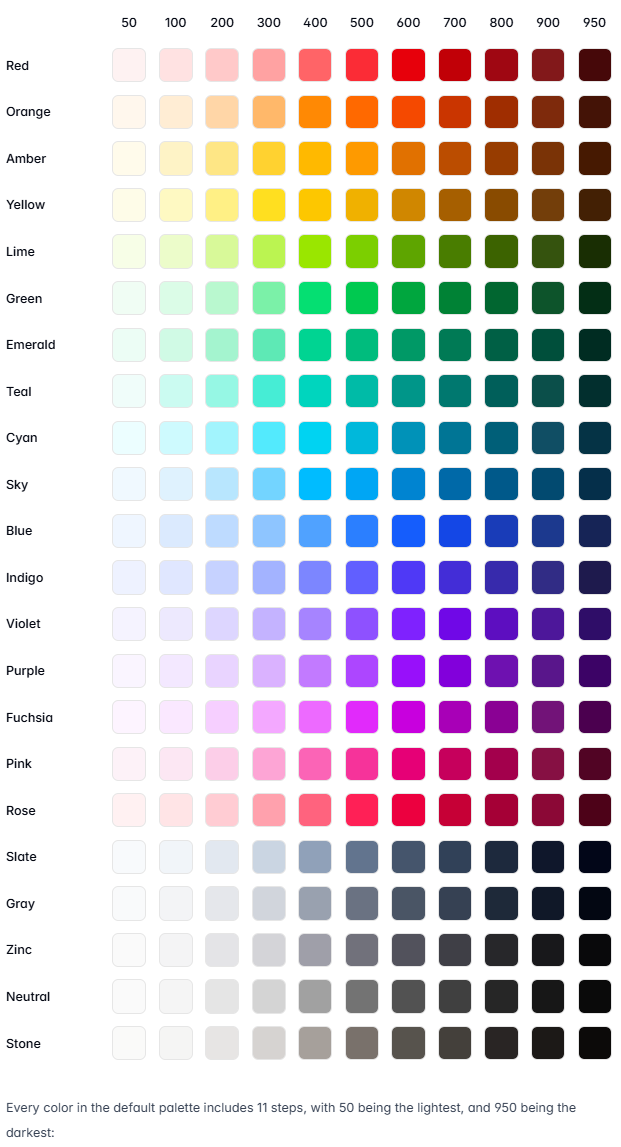 50 100 200 300 400 500 600 700 800 900 950
Red
Orange
Amber
Yellow
Lime
Green
Emerald
Teal
Cyan
Sky
Blue
Indigo
Violet
Purple
Fuchsia
Pink
Rose
Slate
Gray
Zinc
Neutral
Stone
Every color in the default palette includes 11 steps, with 50 being the lightest, and 950 being the
darkest: